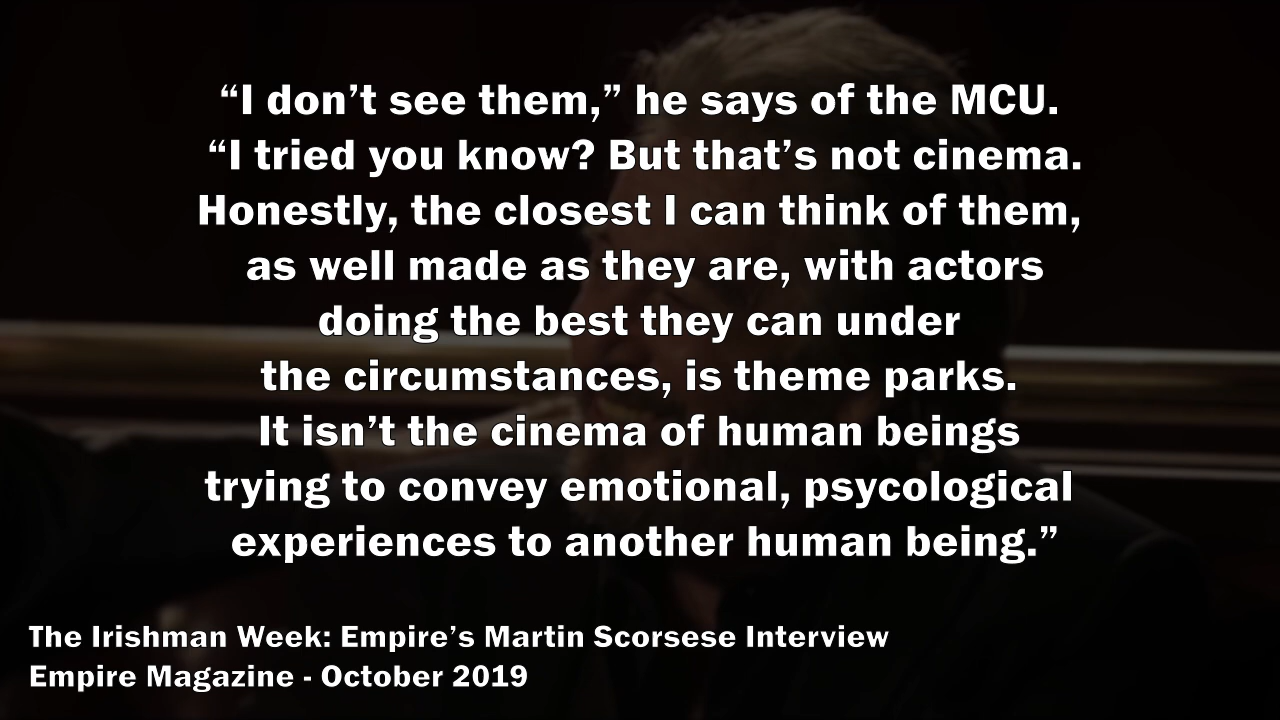 “I don’t see them,” he says of the MCU.
“I tried you know? But that’s not cinema.
Honestly, the closest I can think of them,
as well made as they are, with actors
doing the best they can under
the circumstances, is theme parks.
It isn’t the cinema of human beings
trying to convey emotional, psycological
experiences to another human being.”
The Irishman Week: Empire’s Martin Scorsese Interview
Empire Magazine - October 2019